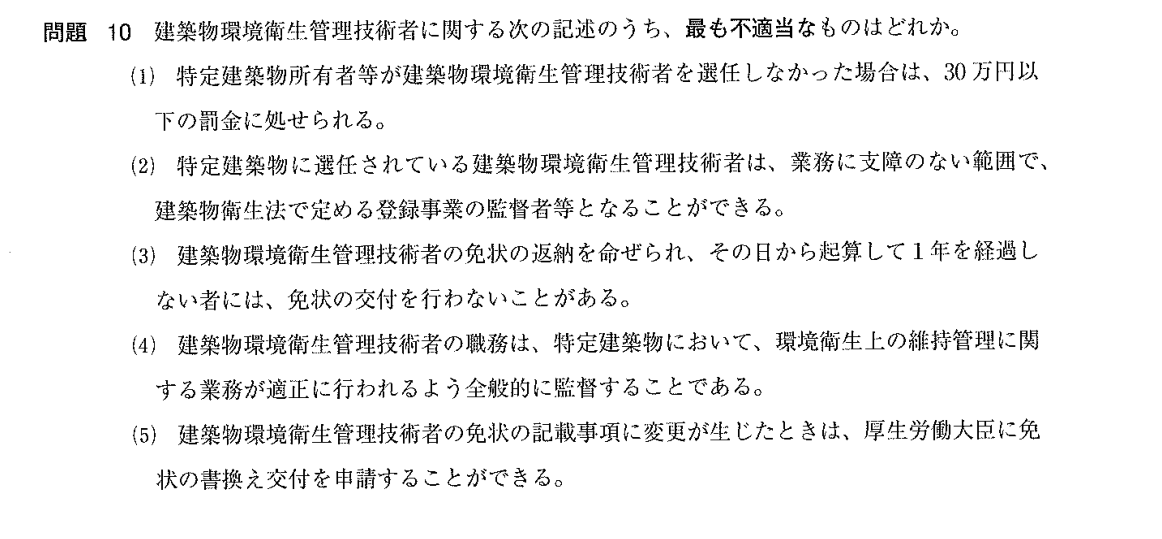 問題 10 建築物環境衛生管理技術者に関する次の記述のうち、最も不適当なものはどれか。
(1) 特定建築物所有者等が建築物環境衛生管理技術者を選任しなかった場合は、30万円以
下の罰金に処せられる。
(2) 特定建築物に選任されている建築物環境衛生管理技術者は、業務に支障のない範囲で、
建築物衛生法で定める登録事業の監督者等となることができる。
(3) 建築物環境衛生管理技術者の免状の返納を命ぜられ、その日から起算して1年を経過し
ない者には、免状の交付を行わないことがある。
(4) 建築物環境衛生管理技術者の職務は、特定建築物において、環境衛生上の維持管理に関
する業務が適正に行われるよう全般的に監督することである。
(5) 建築物環境衛生管理技術者の免状の記載事項に変更が生じたときは、厚生労働大臣に免
状の書換え交付を申請することができる。